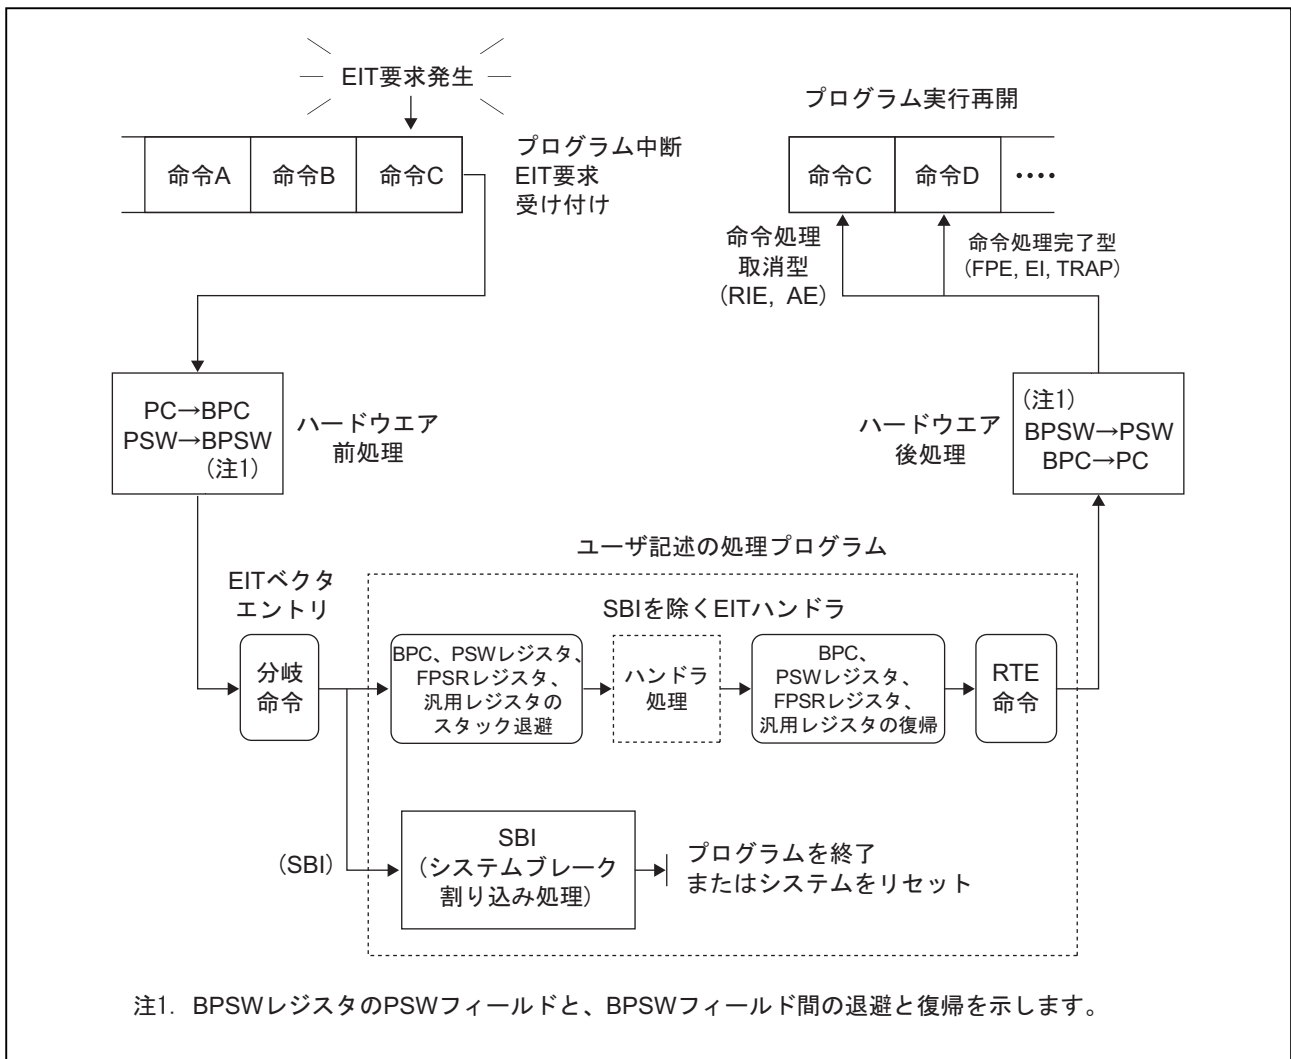 EIT要求発生
プログラム実行再開
命令A
命令B
命令C
プログラム中断
EIT要求
受け付け
命令C
命令D
••••
命令処理
取消型
(RIE, AE)
命令処理完了型
(FPE, EI, TRAP)
PC→BPC
PSW→BPSW
(注1)
ハードウエア
前処理
ハードウエア
後処理
(注1)
BPSW→PSW
BPC→PC
ユーザ記述の処理プログラム
EITベクタ
エントリ
SBIを除くEITハンドラ
分岐
命令
BPC、PSWレジスタ、
FPSRレジスタ、
汎用レジスタの
スタック退避
ハンドラ
処理
BPC、
PSWレジスタ、
FPSRレジスタ、
汎用レジスタの復帰
RTE
命令
(SBI)
SBI
(システムブレーク
割り込み処理)
プログラムを終了
またはシステムをリセット
注1. BPSWレジスタのPSWフィールドと、BPSWフィールド間の退避と復帰を示します。